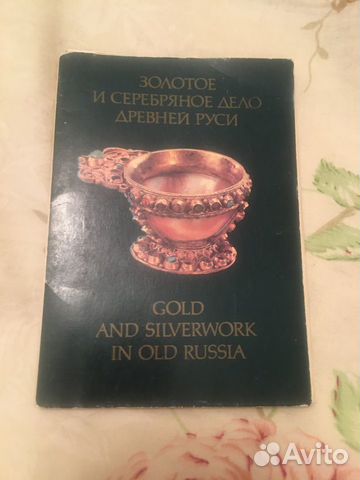 ЗОЛОТОЕ
И СЕРЕБРЯНОЕ ДЕЛО
ДРЕВНЕЙ РУСИ
GOLD
AND SILVERWORK
IN OLD RUSSIA
Avito